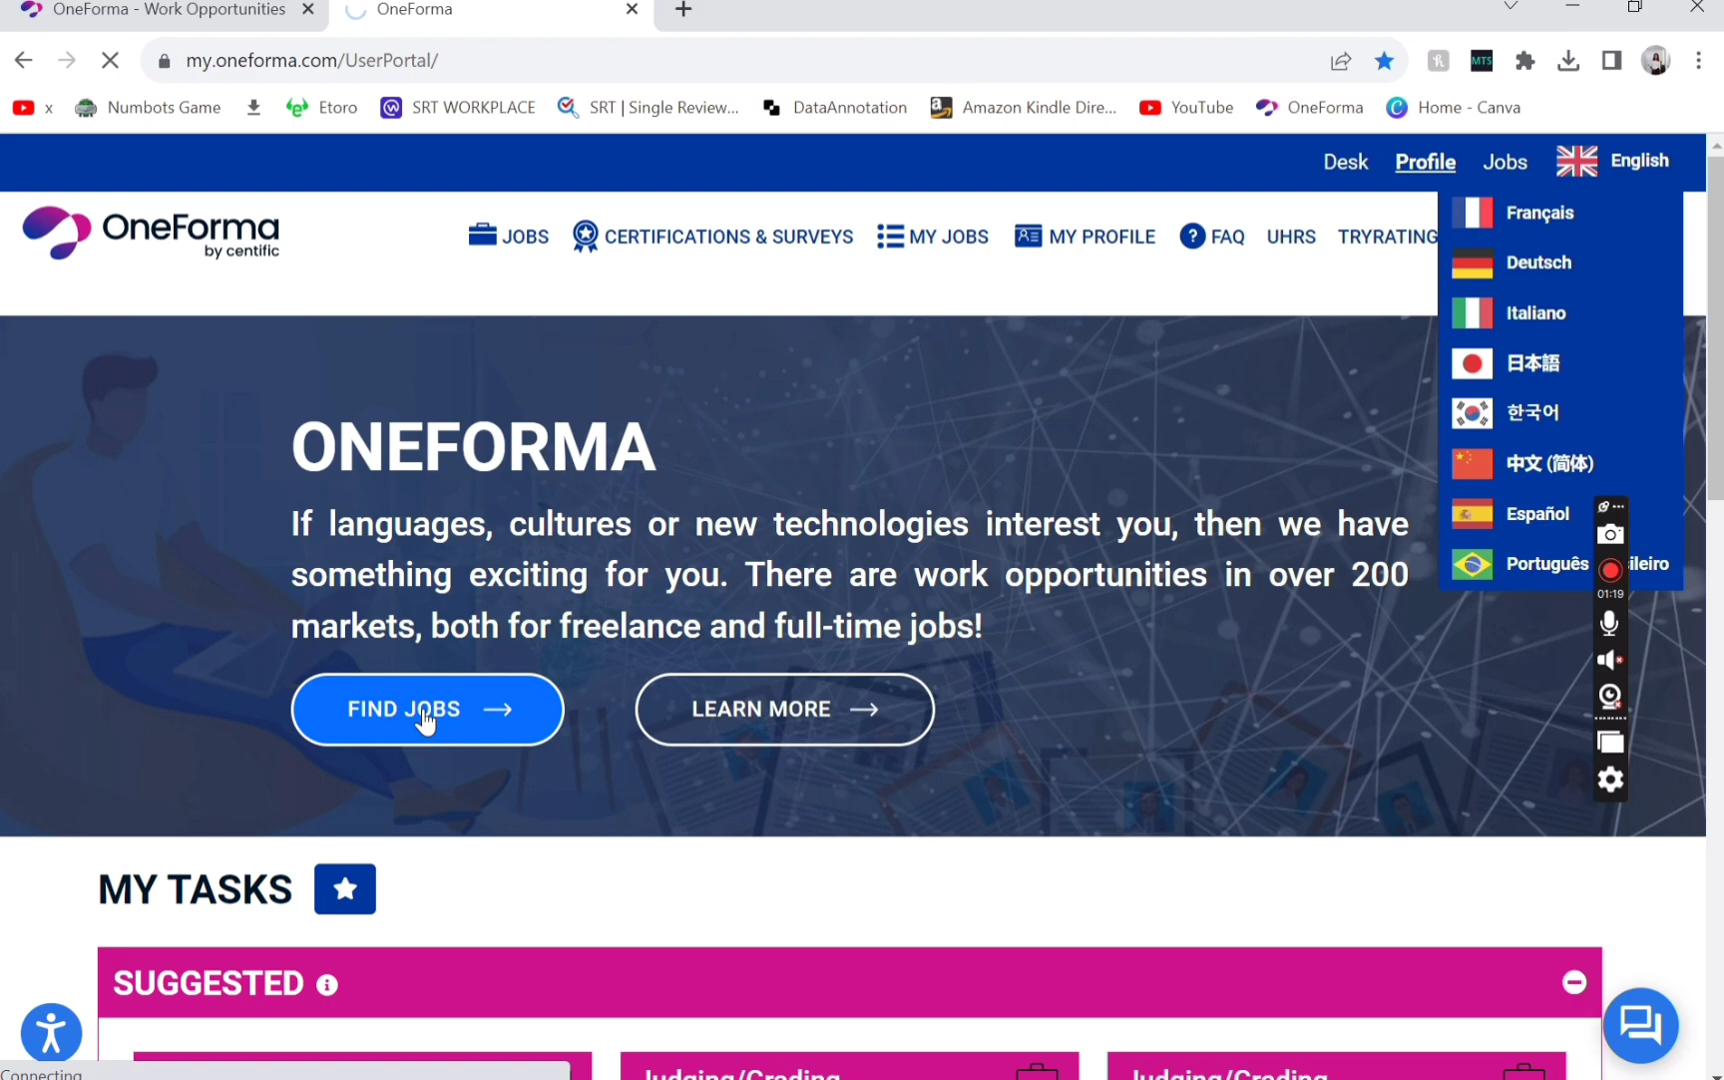 OneForma - Work Opportunities
OneForma
my.oneforma.com/UserPortal/
MTS
x Numbots Game Etoro SRT WORKPLACE SRT | Single Review... DataAnnotation Amazon Kindle Dire... YouTube OneForma Home - Canva
Desk Profile Jobs English
Français
Deutsch
Italiano
日本語
한국어
中文 (简体)
Español
Português
ileiro
OneForma
by centific
JOBS CERTIFICATIONS & SURVEYS MY JOBS MY PROFILE FAQ UHRS TRYRATING
01:19
ONEFORMA
If languages, cultures or new technologies interest you, then we have
something exciting for you. There are work opportunities in over 200
markets, both for freelance and full-time jobs!
FIND JOBS → LEARN MORE →
MY TASKS
SUGGESTED
Judging/Grading Judging/Grading
Connecting